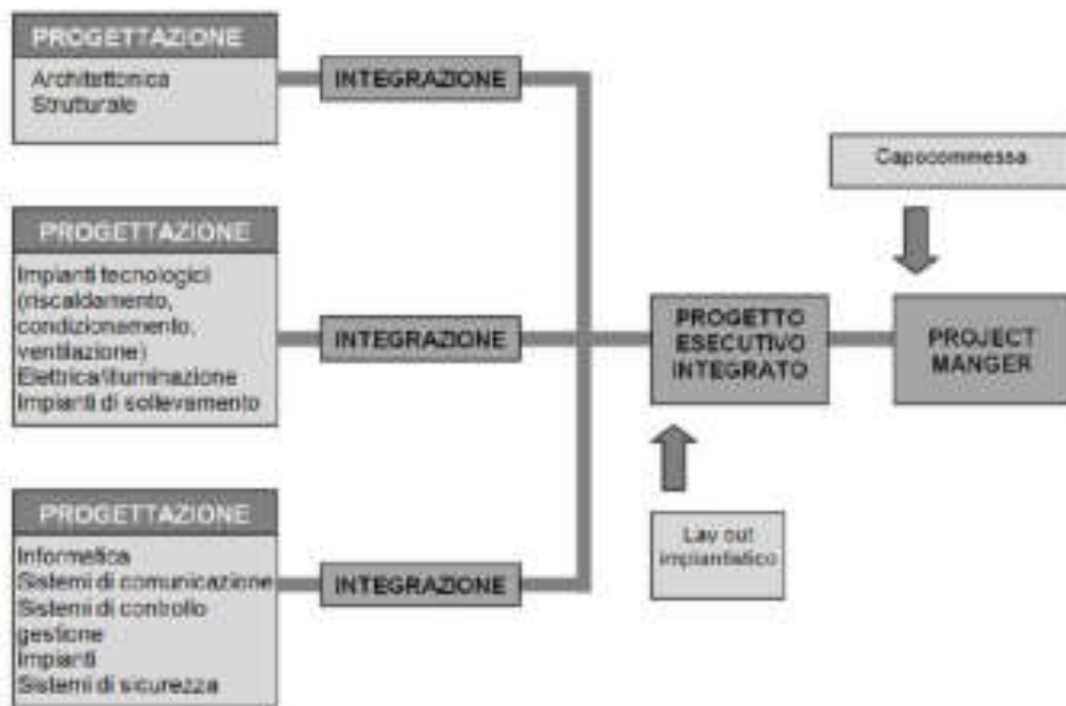 PROGETTAZIONE
Architettonica
Strutturale
INTEGRAZIONE
PROGETTAZIONE
Impianti tecnologici
(riscaldamento,
condizionamento,
ventilazione)
Elettrica/illuminazione
Impianti di sollevamento
INTEGRAZIONE
PROGETTAZIONE
Informatica
Sistemi di comunicazione
Sistemi di controllo
gestione
Impianti
Sistemi di sicurezza
INTEGRAZIONE
PROGETTO
ESECUTIVO
INTEGRATO
Lay out
impiantistico
Capocommessa
PROJECT
MANGER